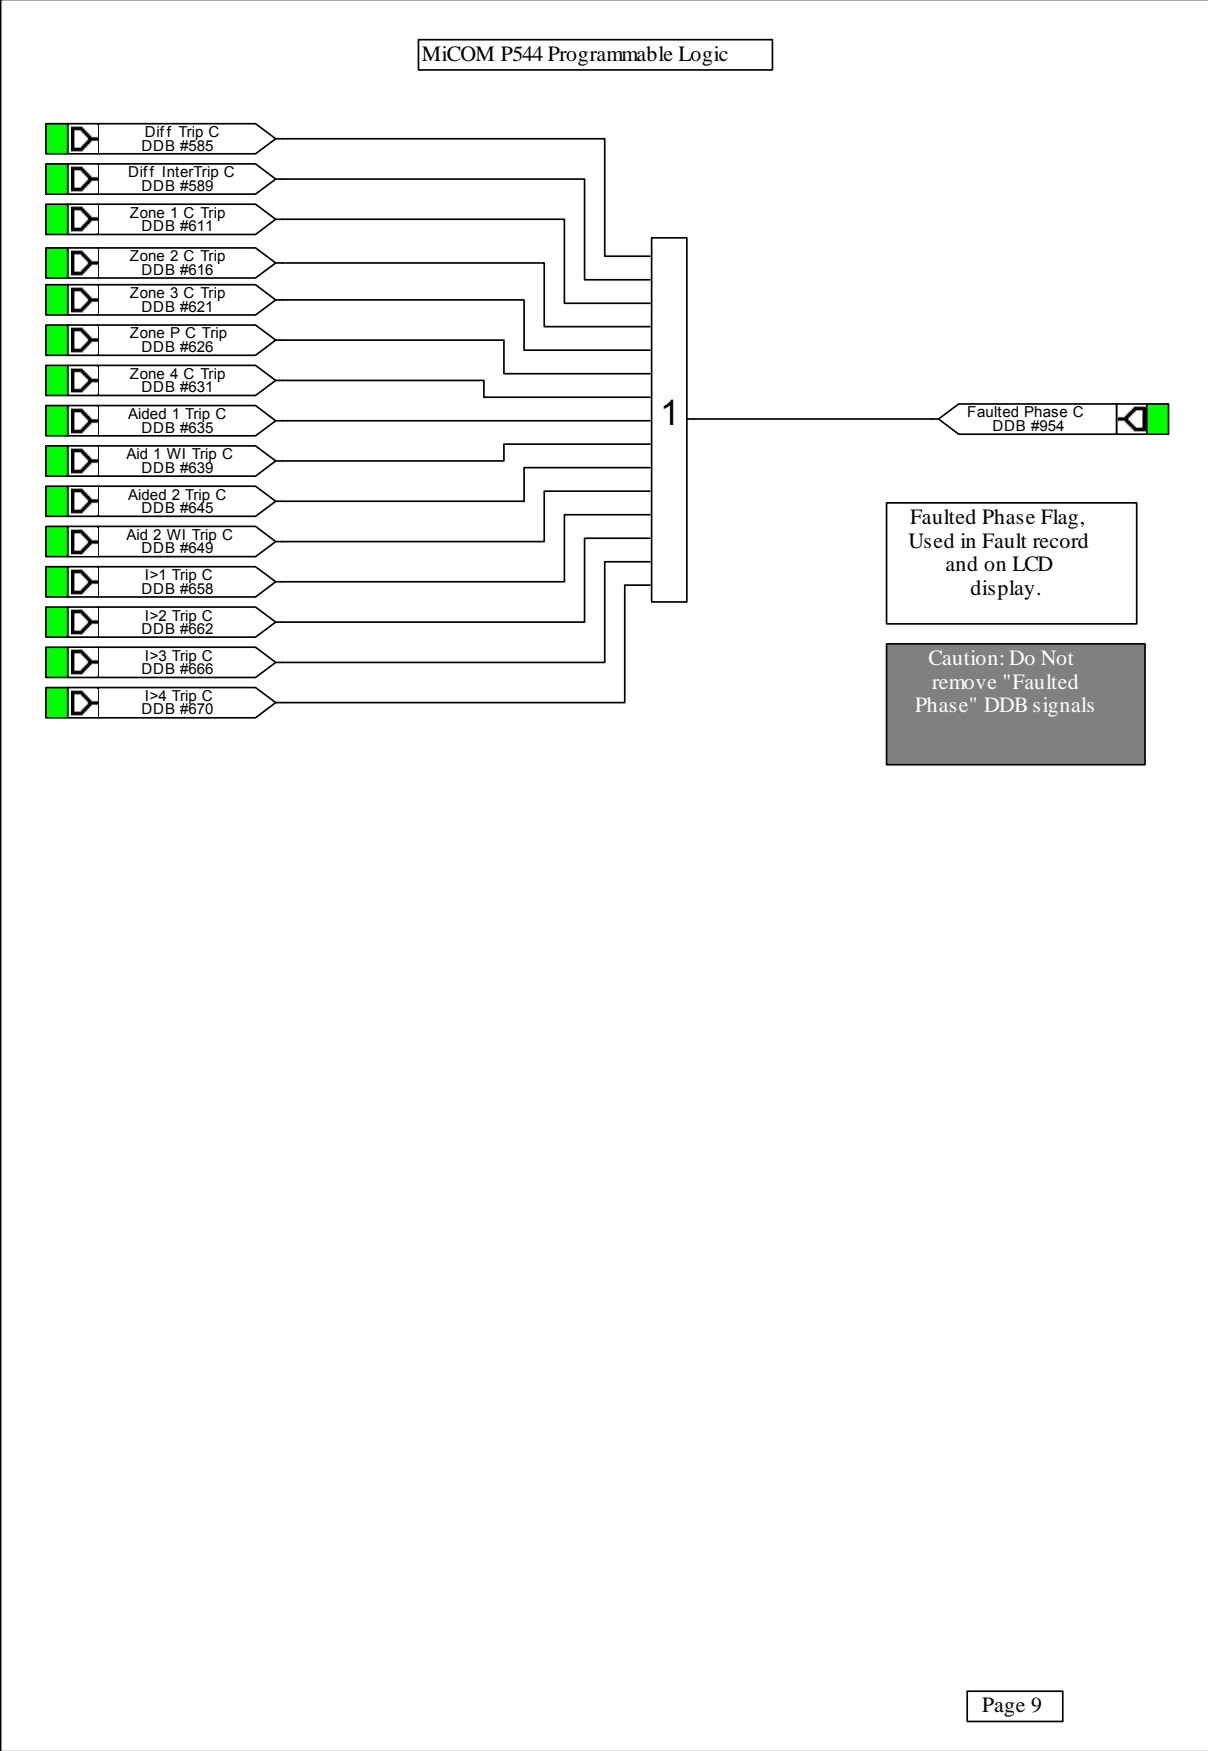 MiCOM P544 Programmable Logic
Diff Trip C
DDB #585
Diff InterTrip C
DDB #589
Zone 1 C Trip
DDB #611
Zone 2 C Trip
DDB #616
Zone 3 C Trip
DDB #621
Zone P C Trip
DDB #626
Zone 4 C Trip
DDB #631
Aided 1 Trip C
DDB #635
Aid 1 WI Trip C
DDB #639
Aided 2 Trip C
DDB #645
Aid 2 WI Trip C
DDB #649
I>1 Trip C
DDB #658
I>2 Trip C
DDB #662
I>3 Trip C
DDB #666
I>4 Trip C
DDB #670
1
Faulted Phase C
DDB #954
Faulted Phase Flag,
Used in Fault record
and on LCD
display.
Caution: Do Not
remove "Faulted
Phase" DDB signals
Page 9